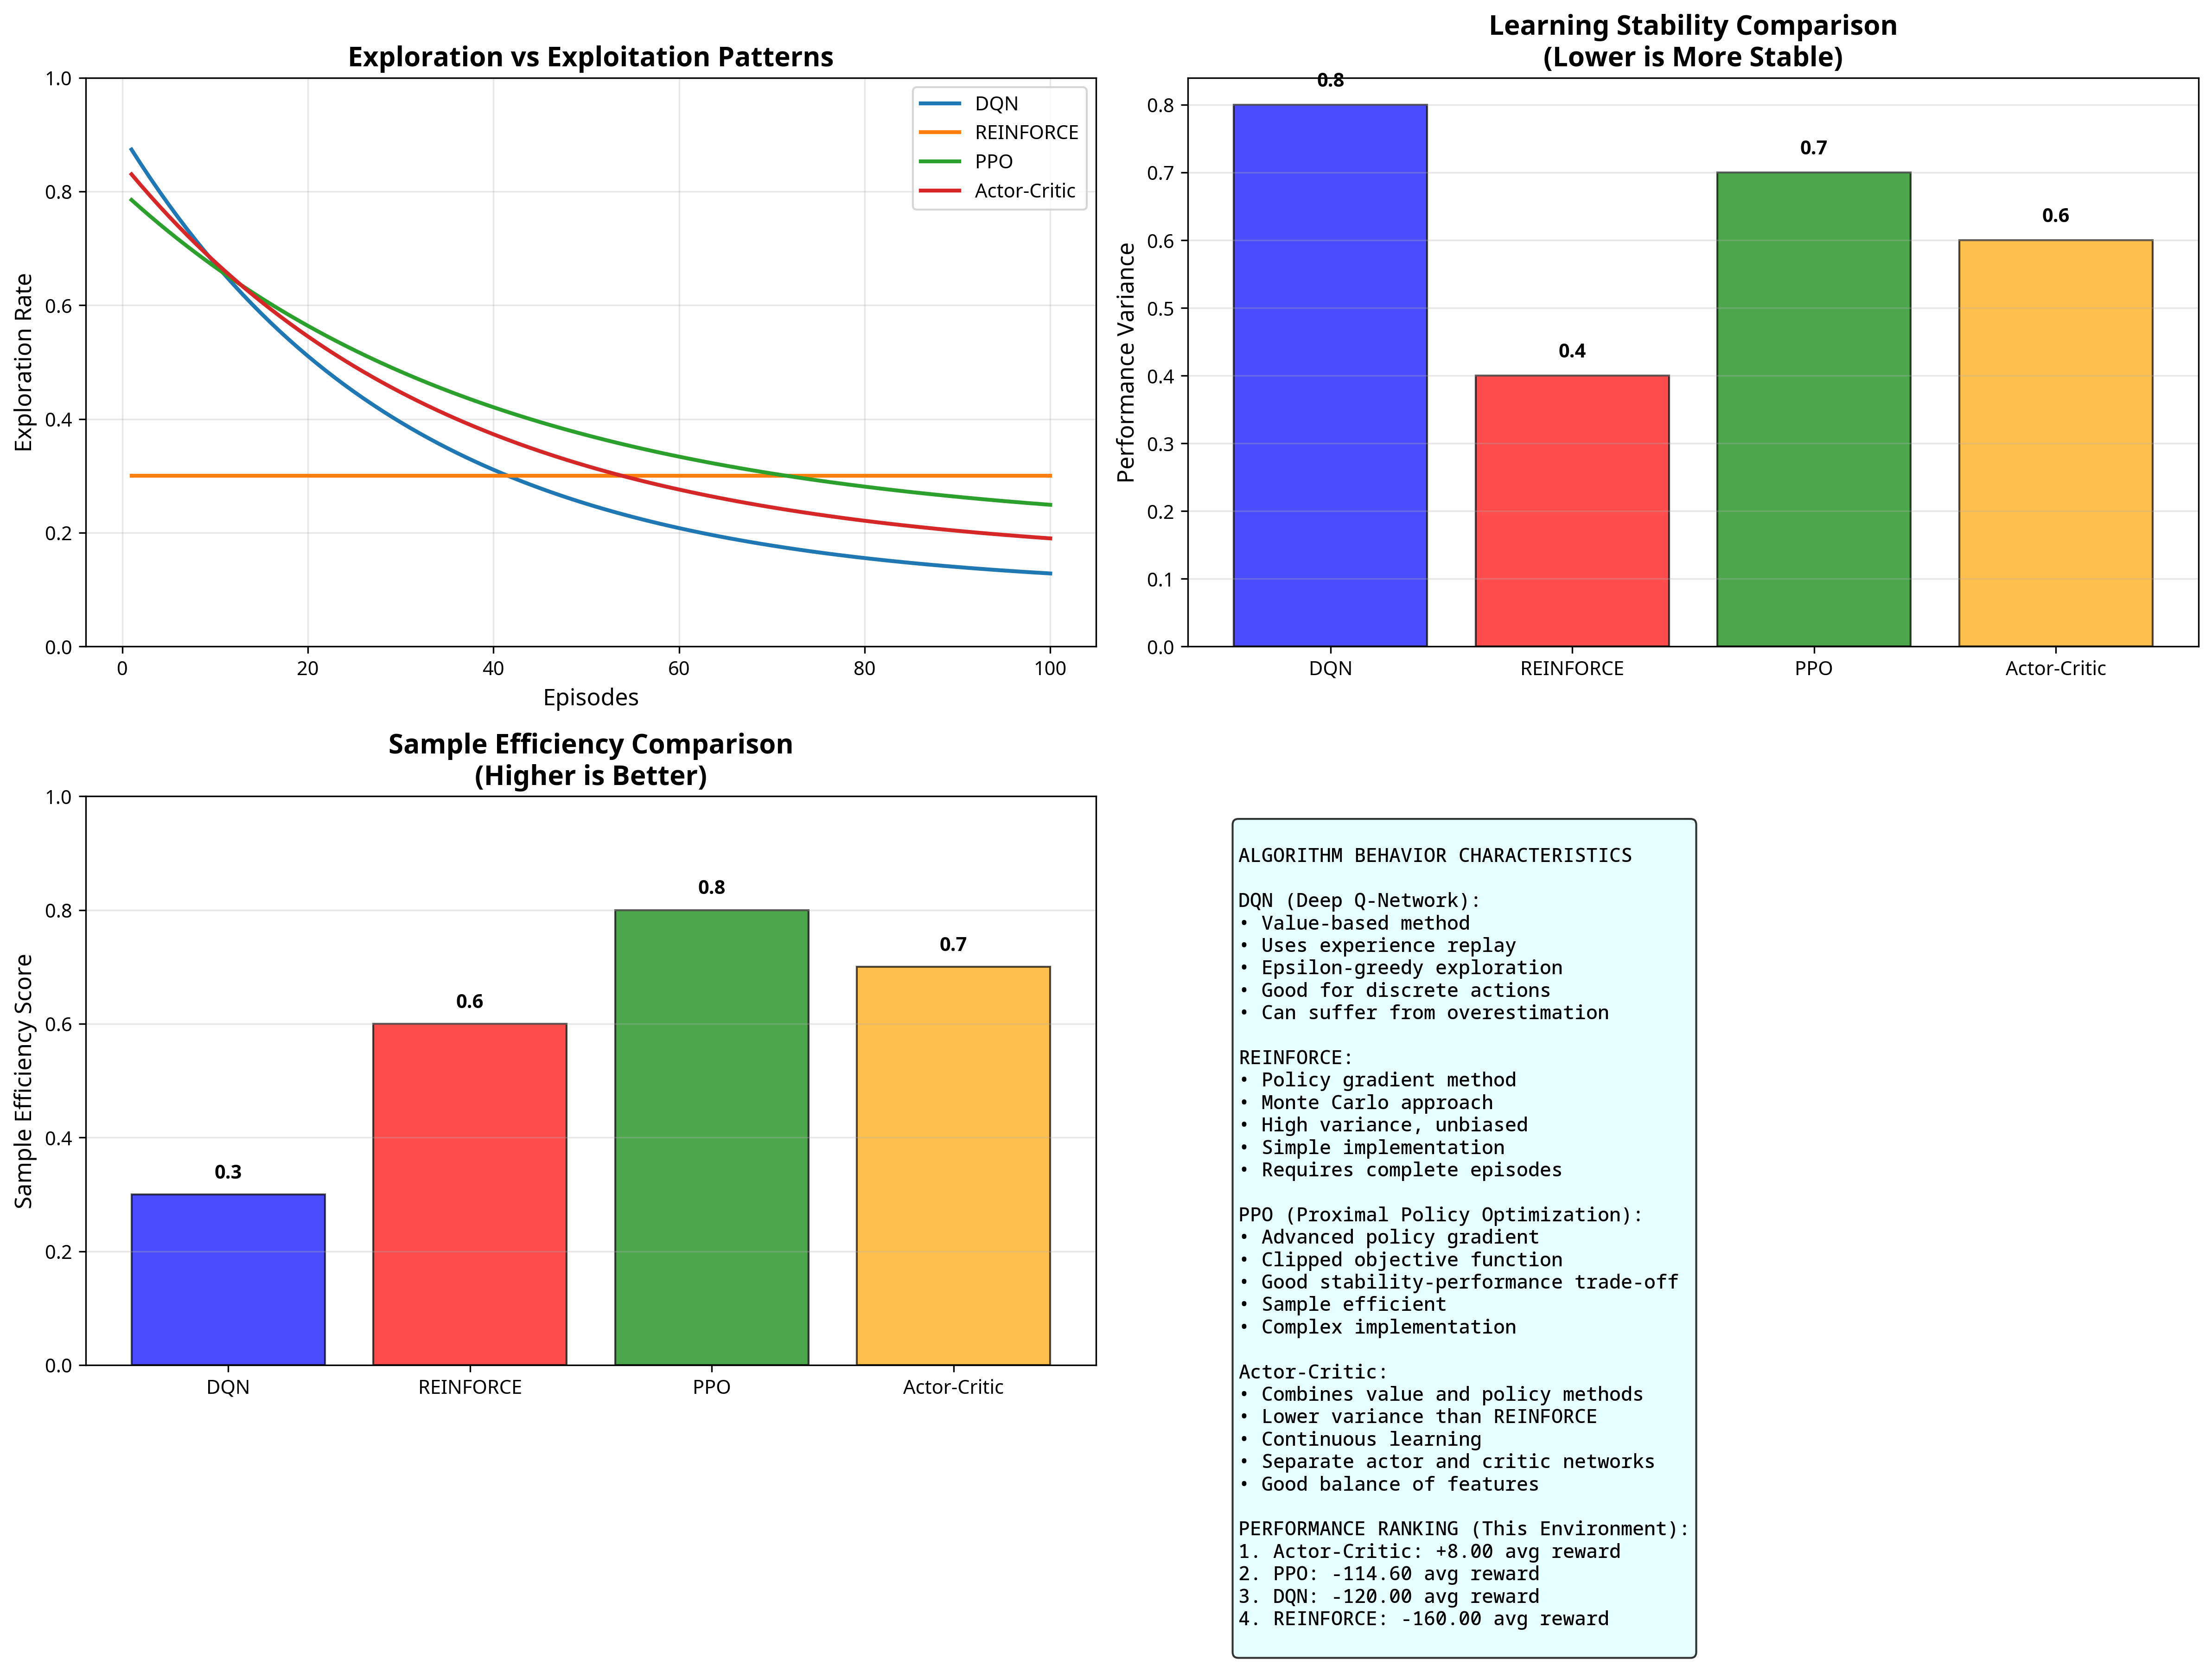 Exploration vs Exploitation Patterns
1.0
0.8
0.6
0.4
0.2
0.0
Exploration Rate
0
20
40
60
80
100
Episodes
DQN
REINFORCE
PPO
Actor-Critic
Learning Stability Comparison
(Lower is More Stable)
0.8
0.7
0.6
0.5
0.4
0.3
0.2
0.1
0.0
Performance Variance
0.8
0.4
0.7
0.6
DQN
REINFORCE
PPO
Actor-Critic
Sample Efficiency Comparison
(Higher is Better)
1.0
0.8
0.6
0.4
0.2
0.0
Sample Efficiency Score
0.3
0.6
0.8
0.7
DQN
REINFORCE
PPO
Actor-Critic
ALGORITHM BEHAVIOR CHARACTERISTICS
DQN (Deep Q-Network):
• Value-based method
• Uses experience replay
• Epsilon-greedy exploration
• Good for discrete actions
• Can suffer from overestimation
REINFORCE:
• Policy gradient method
• Monte Carlo approach
• High variance, unbiased
• Simple implementation
• Requires complete episodes
PPO (Proximal Policy Optimization):
• Advanced policy gradient
• Clipped objective function
• Good stability-performance trade-off
• Sample efficient
• Complex implementation
Actor-Critic:
• Combines value and policy methods
• Lower variance than REINFORCE
• Continuous learning
• Separate actor and critic networks
• Good balance of features
PERFORMANCE RANKING (This Environment):
1. Actor-Critic: +8.00 avg reward
2. PPO: -114.60 avg reward
3. DQN: -120.00 avg reward
4. REINFORCE: -160.00 avg reward